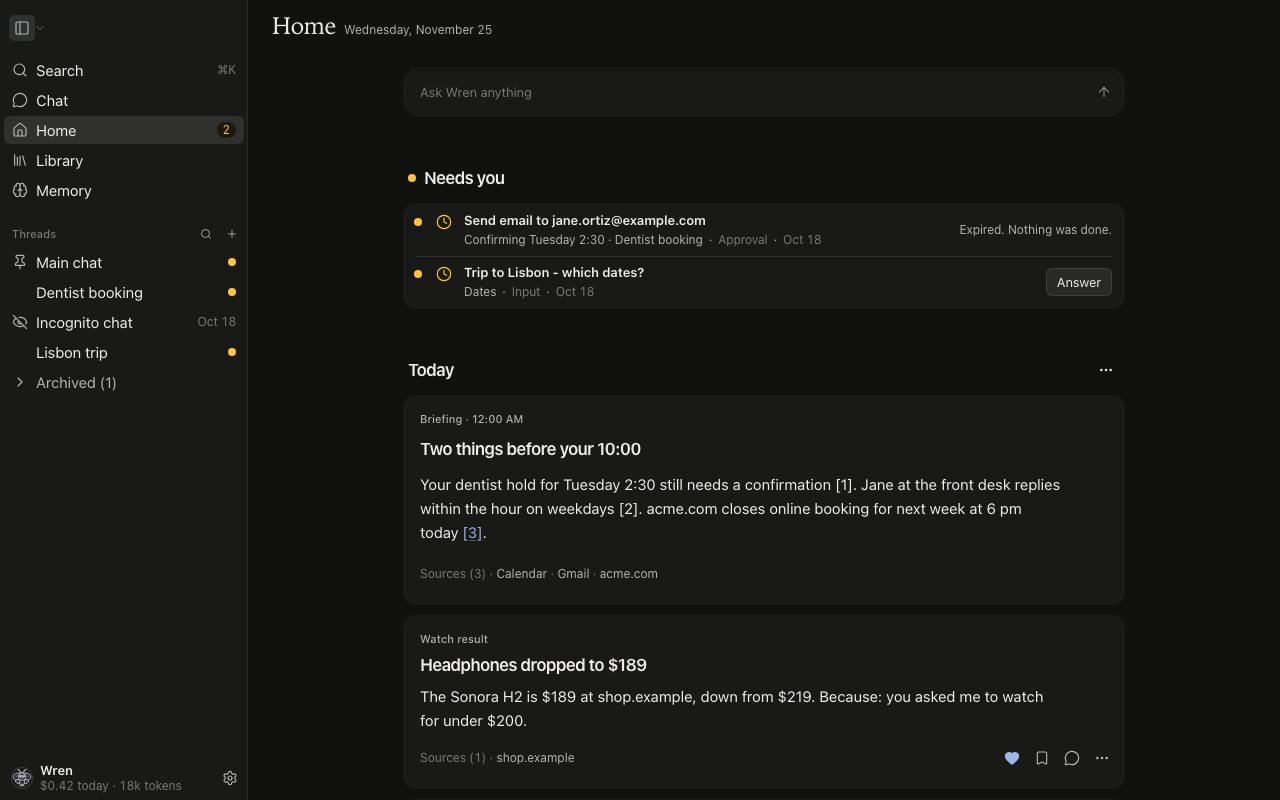 Home Wednesday, November 25
Search ⌘K
Chat
Home 2
Library
Memory
Threads
Main chat
Dentist booking
Incognito chat Oct 18
Lisbon trip
Archived (1)
Wren
$0.42 today · 18k tokens
Ask Wren anything
Needs you
Send email to jane.ortiz@example.com
Confirming Tuesday 2:30 · Dentist booking · Approval · Oct 18
Expired. Nothing was done.
Trip to Lisbon - which dates?
Dates · Input · Oct 18
Answer
Today
Briefing · 12:00 AM
Two things before your 10:00
Your dentist hold for Tuesday 2:30 still needs a confirmation [1]. Jane at the front desk replies
within the hour on weekdays [2]. acme.com closes online booking for next week at 6 pm
today [3].
Sources (3) · Calendar · Gmail · acme.com
Watch result
Headphones dropped to $189
The Sonora H2 is $189 at shop.example, down from $219. Because: you asked me to watch
for under $200.
Sources (1) · shop.example